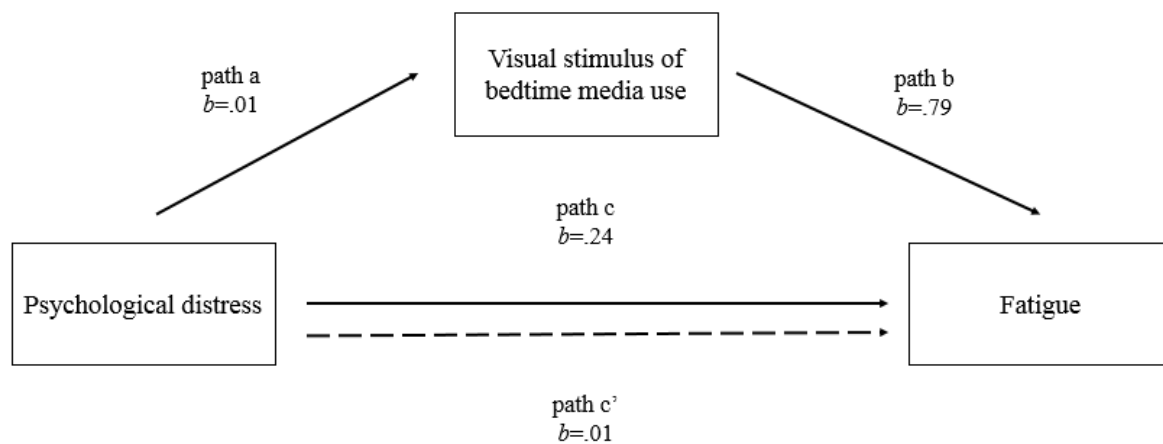 Visual stimulus of
bedtime media use
path a
b=.01
path b
b=.79
path c
b=.24
Psychological distress
Fatigue
path c’
b=.01